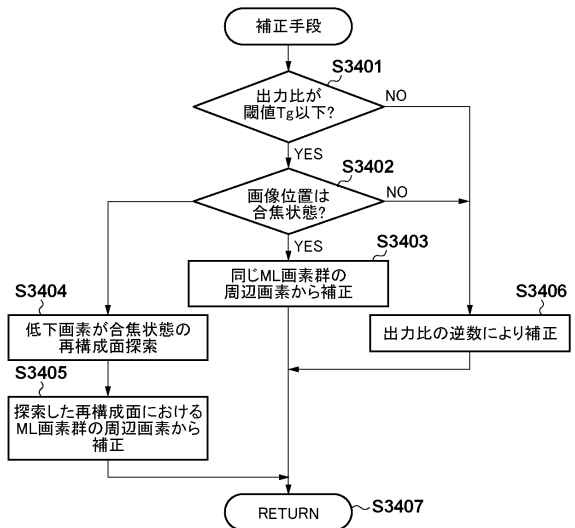 補正手段
S3401
出力比が
閾値Tg以下?
NO
YES
S3402
画像位置は
合焦状態?
NO
YES
S3403
同じML画素群の
周辺画素から補正
S3404
低下画素が合焦状態の
再構成面探索
S3406
出力比の逆数により補正
S3405
探索した再構成面における
ML画素群の周辺画素から
補正
RETURN
S3407